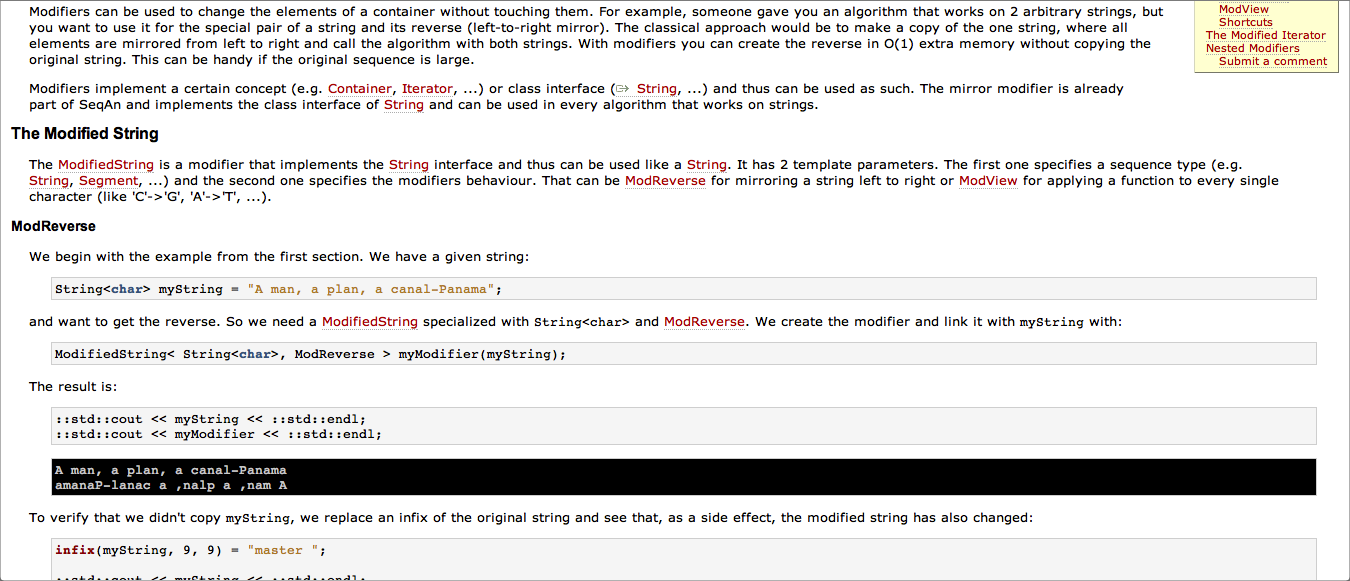 Modifiers can be used to change the elements of a container without touching them. For example, someone gave you an algorithm that works on 2 arbitrary strings, but
you want to use it for the special pair of a string and its reverse (left-to-right mirror). The classical approach would be to make a copy of the one string, where all
elements are mirrored from left to right and call the algorithm with both strings. With modifiers you can create the reverse in O(1) extra memory without copying the
original string. This can be handy if the original sequence is large.
ModView
Shortcuts
The Modified Iterator
Nested Modifiers
Submit a comment
Modifiers implement a certain concept (e.g. Container, Iterator, ...) or class interface (⇨ String, ...) and thus can be used as such. The mirror modifier is already
part of SeqAn and implements the class interface of String and can be used in every algorithm that works on strings.
The Modified String
The ModifiedString is a modifier that implements the String interface and thus can be used like a String. It has 2 template parameters. The first one specifies a sequence type (e.g.
String, Segment, ...) and the second one specifies the modifiers behaviour. That can be ModReverse for mirroring a string left to right or ModView for applying a function to every single
character (like 'C'->'G', 'A'->'T', ...).
ModReverse
We begin with the example from the first section. We have a given string:
String<char> myString = "A man, a plan, a canal-Panama";
and want to get the reverse. So we need a ModifiedString specialized with String<char> and ModReverse. We create the modifier and link it with myString with:
ModifiedString< String<char>, ModReverse > myModifier(myString);
The result is:
::std::cout << myString << ::std::endl;
::std::cout << myModifier << ::std::endl;
A man, a plan, a canal-Panama
amanaP-lanac a ,nalp a ,nam A
To verify that we didn't copy myString, we replace an infix of the original string and see that, as a side effect, the modified string has also changed:
infix(myString, 9, 9) = "master ";
::std::cout << myString << ::std::endl;